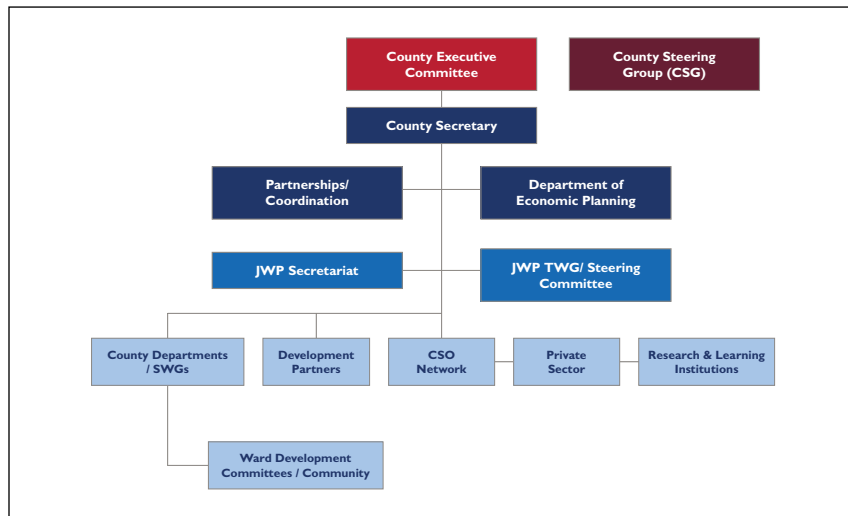 County Executive
Committee
County Steering
Group (CSG)
County Secretary
Partnerships/
Coordination
Department of
Economic Planning
JWP Secretariat
JWP TWG/ Steering
Committee
County Departments
/ SWGs
Development
Partners
CSO
Network
Private
Sector
Research & Learning
Institutions
Ward Development
Committees / Community